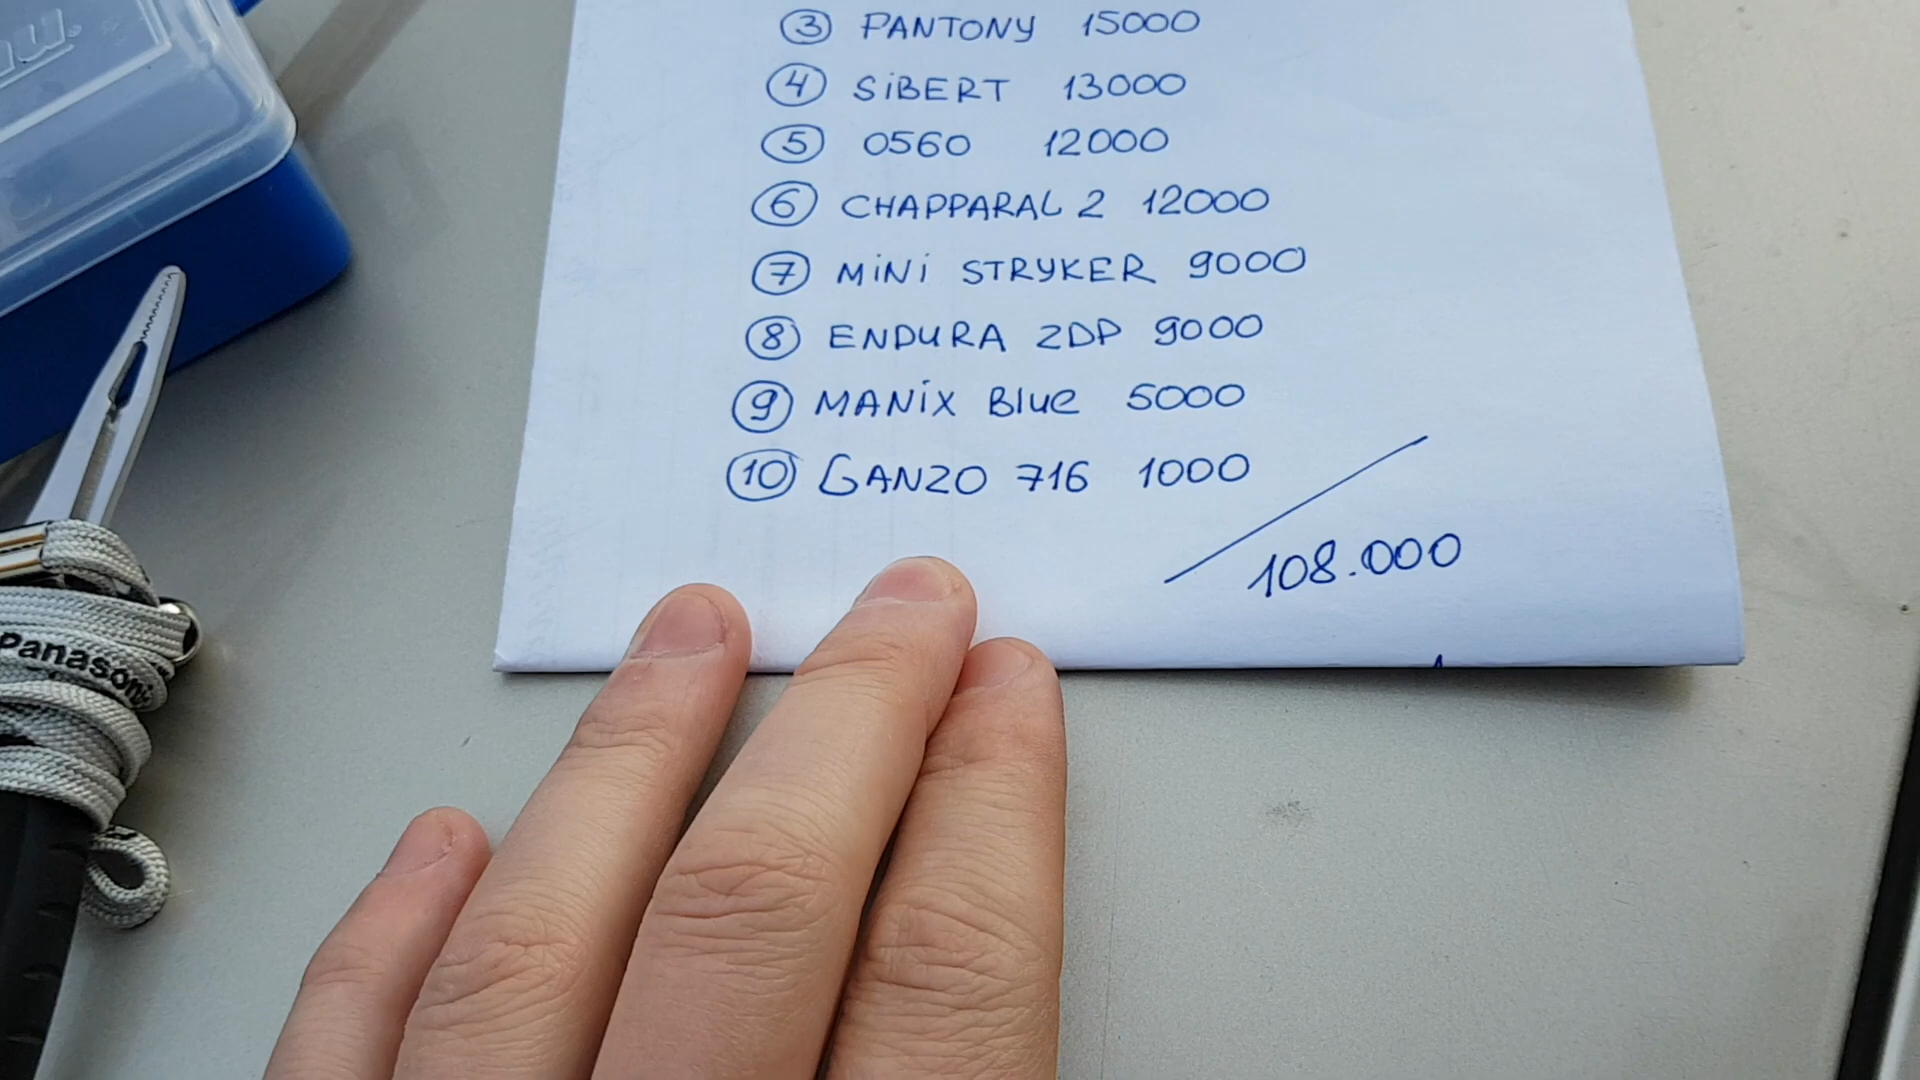 ③ PANTONY 15000
④ SiBERT 13000
⑤ 0560 12000
⑥ CHAPPARAL 2 12000
⑦ MiNi STRYKER 9000
⑧ ENDURA ZDP 9000
⑨ MANiX Blue 5000
⑩ GANZO 716 1000
108.000
Panasoni